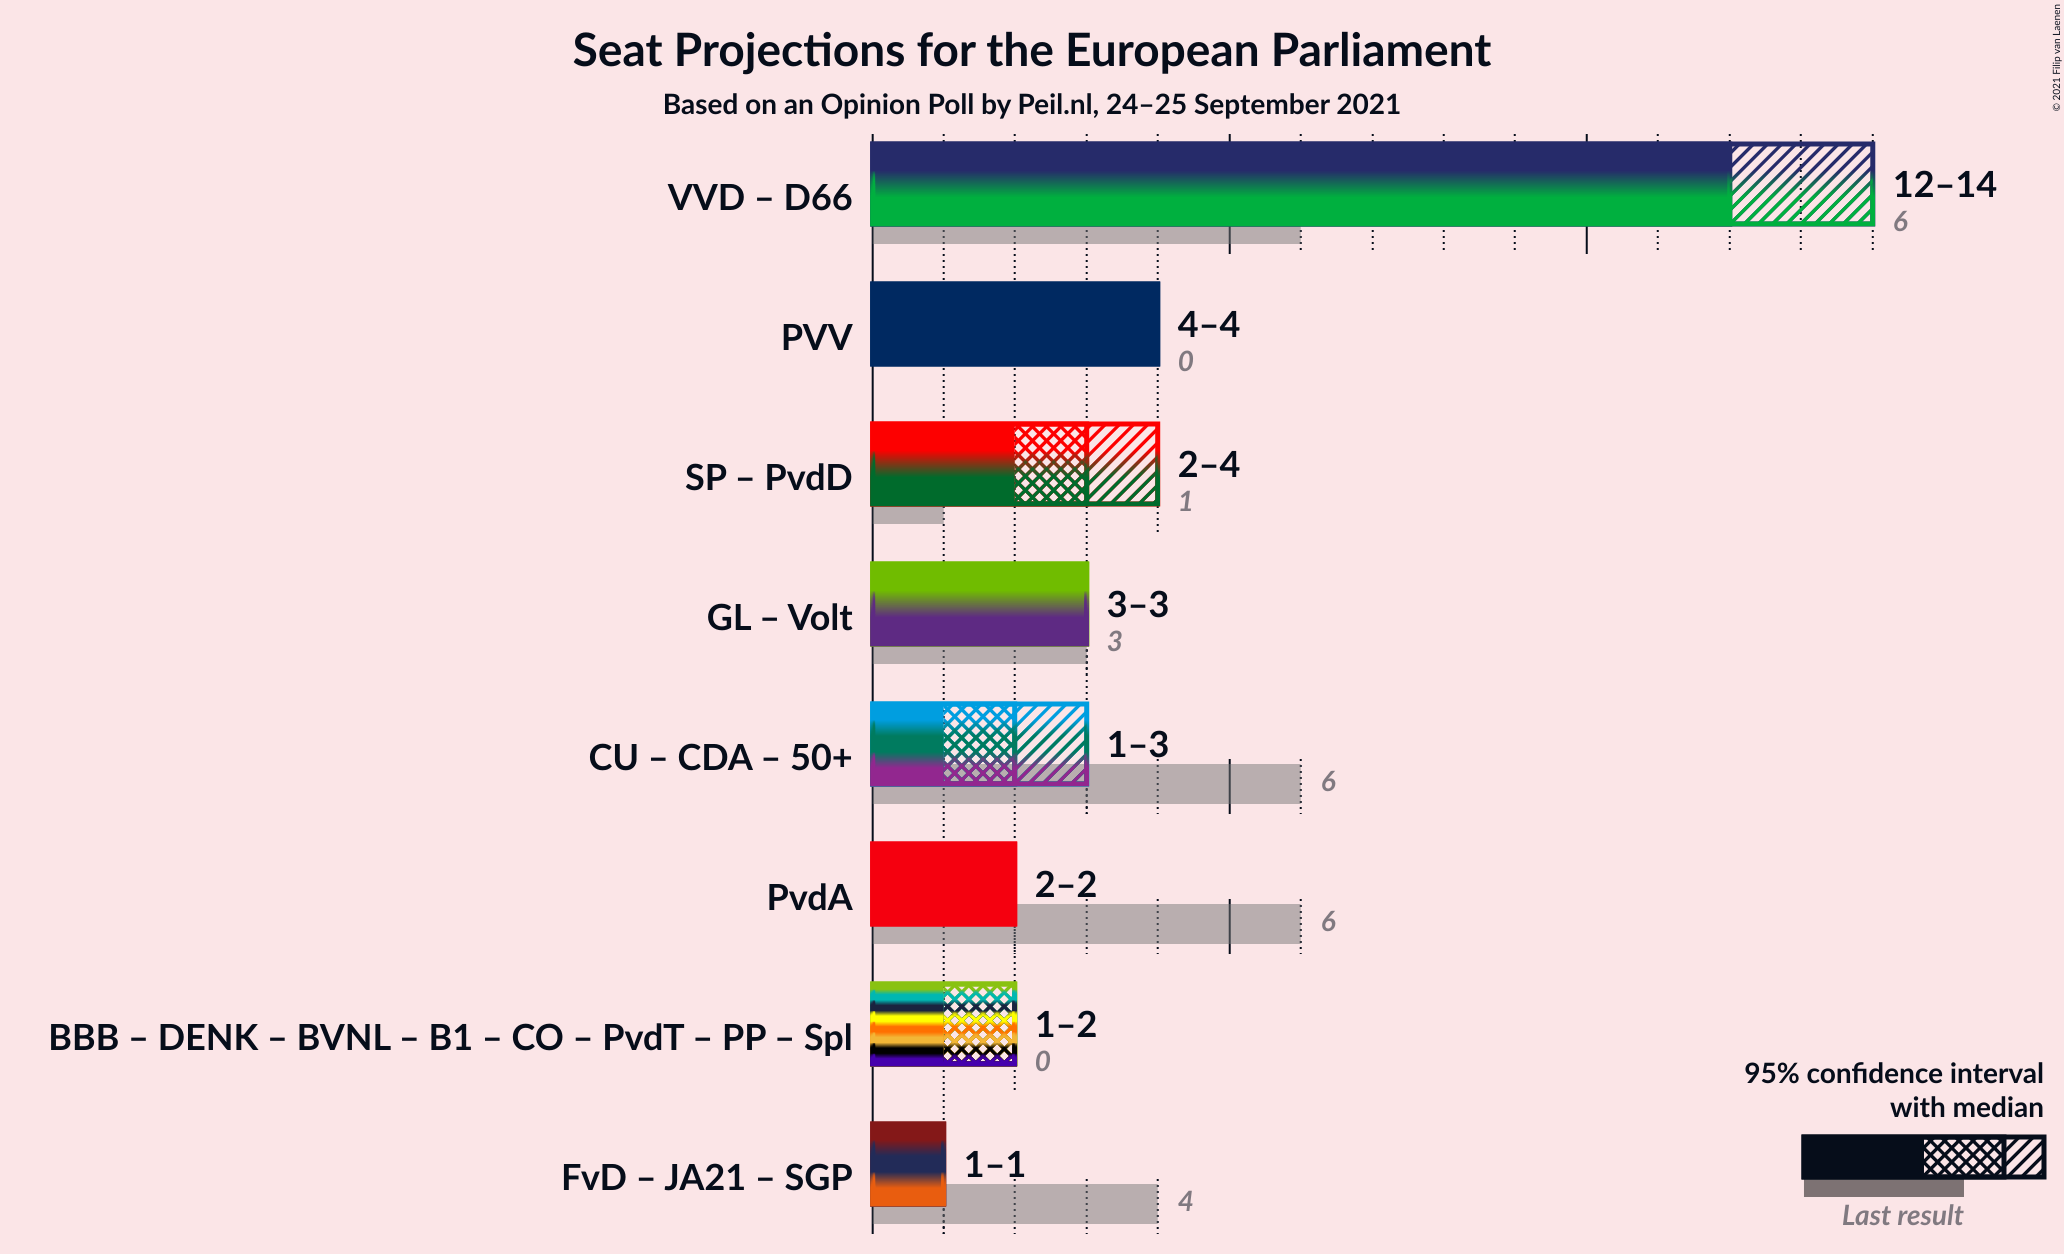 Seat Projections for the European Parliament
Based on an Opinion Poll by Peil.nl, 24–25 September 2021
© 2021 Filip van Laenen
VVD – D66
12–14
6
PVV
4–4
0
SP – PvdD
2–4
1
GL – Volt
3–3
3
CU – CDA – 50+
1–3
6
PvdA
2–2
6
BBB – DENK – BVNL – B1 – CO – PvdT – PP – Spl
1–2
0
FvD – JA21 – SGP
1–1
4
95% confidence interval
with median
Last result